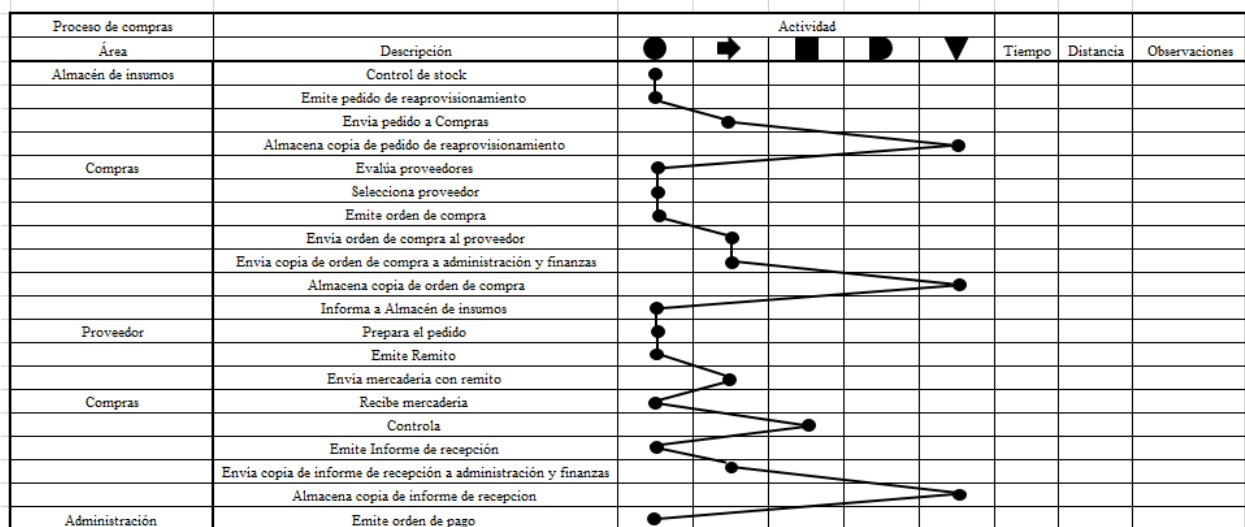 Proceso de compras Actividad
Área Descripción Tiempo Distancia Observaciones
Almacén de insumos Control de stock
Emite pedido de reaprovisionamiento
Envia pedido a Compras
Almacena copia de pedido de reaprovisionamiento
Compras Evalúa proveedores
Selecciona proveedor
Emite orden de compra
Envia orden de compra al proveedor
Envia copia de orden de compra a administración y finanzas
Almacena copia de orden de compra
Informa a Almacén de insumos
Proveedor Prepara el pedido
Emite Remito
Envia mercaderia con remito
Compras Recibe mercaderia
Controla
Emite Informe de recepción
Envia copia de informe de recepción a administración y finanzas
Almacena copia de informe de recepcion
Administración Emite orden de pago